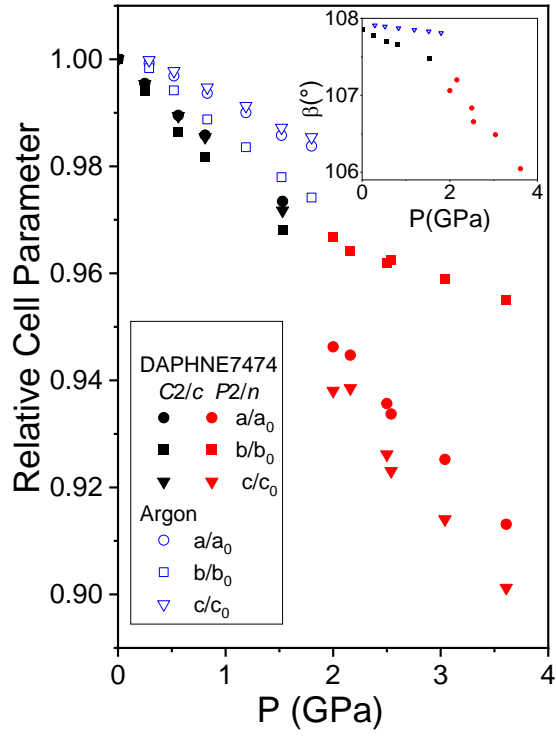 1.00
0.98
0.96
0.94
0.92
0.90
Relative Cell Parameter
0 1 2 3 4
P (GPa)
108
107
106
β(°)
0 2 4
P(GPa)
DAPHNE7474
C2/c P2/n
a/a₀
b/b₀
c/c₀
Argon
a/a₀
b/b₀
c/c₀